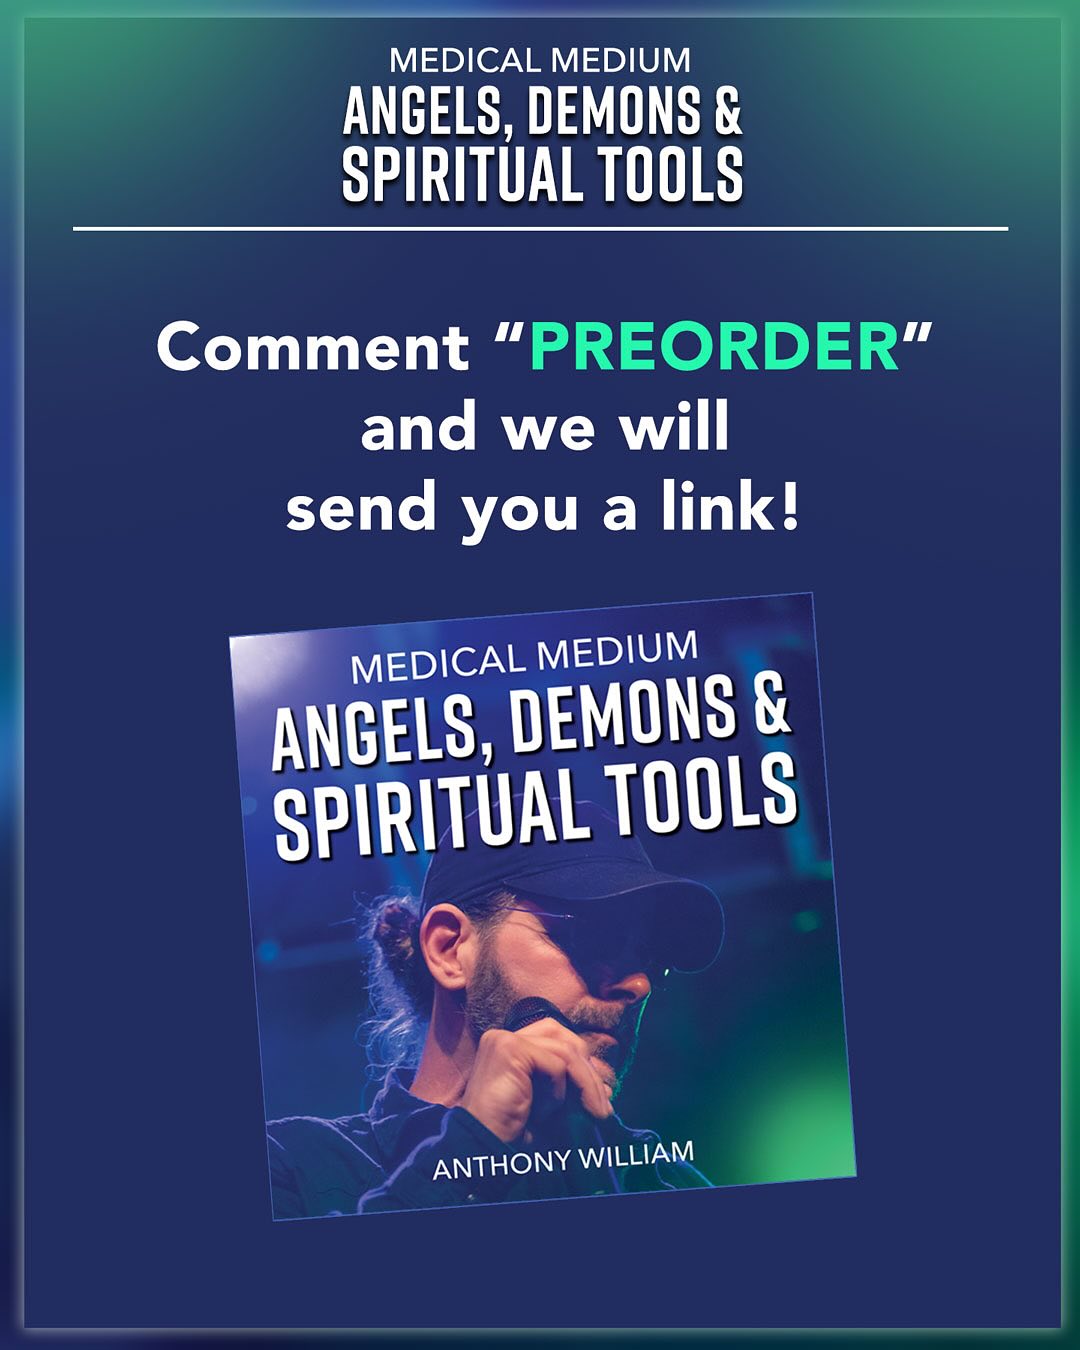 MEDICAL MEDIUM
ANGELS, DEMONS &
SPIRITUAL TOOLS
Comment “PREORDER”
and we will
send you a link!
MEDICAL MEDIUM
ANGELS, DEMONS &
SPIRITUAL TOOLS
ANTHONY WILLIAM